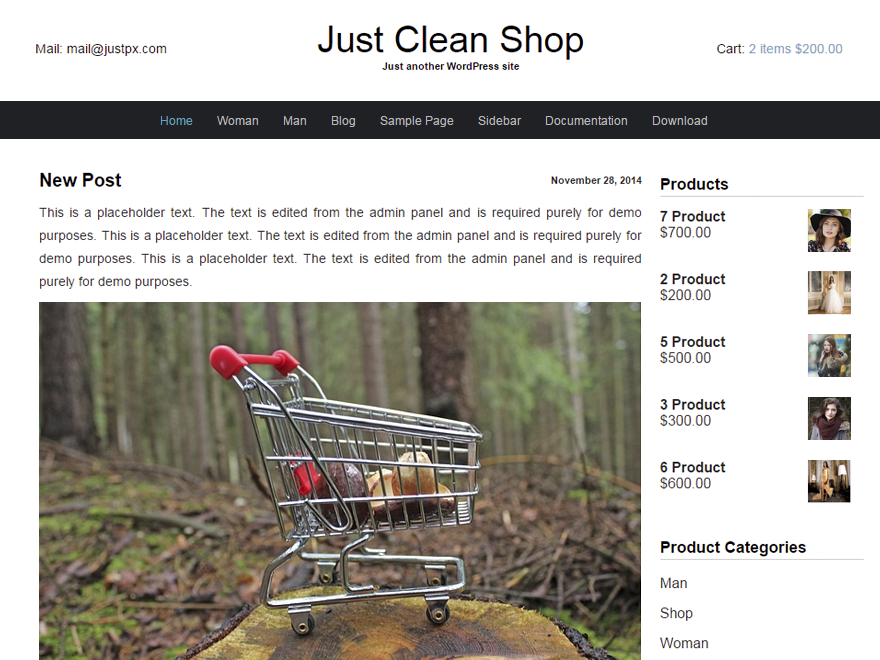 Mail: mail@justpx.com
Just Clean Shop
Just another WordPress site
Cart: 2 items $200.00
Home Woman Man Blog Sample Page Sidebar Documentation Download
New Post
November 28, 2014
This is a placeholder text. The text is edited from the admin panel and is required purely for demo
purposes. This is a placeholder text. The text is edited from the admin panel and is required purely for
demo purposes. This is a placeholder text. The text is edited from the admin panel and is required
purely for demo purposes.
Products
7 Product
$700.00
2 Product
$200.00
5 Product
$500.00
3 Product
$300.00
6 Product
$600.00
Product Categories
Man
Shop
Woman